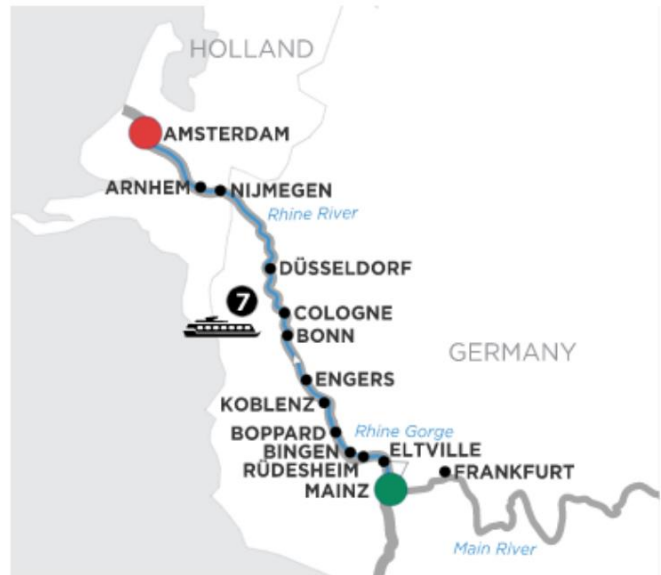 HOLLAND
AMSTERDAM
ARNHEM
NIJMEGEN
Rhine River
DÜSSELDORF
7
COLOGNE
BONN
GERMANY
ENGERS
KOBLENZ
BOPPARD
Rhine Gorge
BINGEN
ELTVILLE
RÜDESHEIM
FRANKFURT
MAINZ
Main River